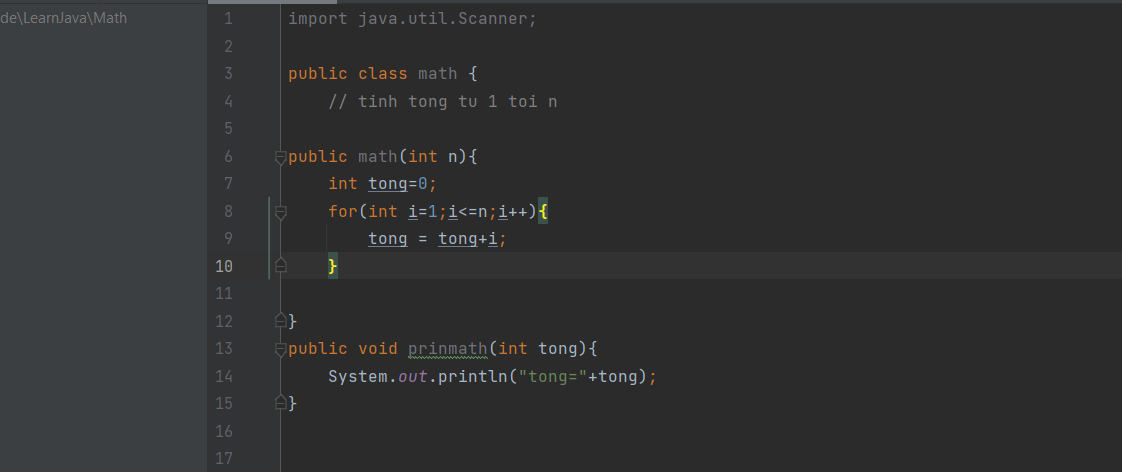 de\LearnJava\Math
1 import java.util.Scanner;
2
3 public class math {
4 // tinh tong tu 1 toi n
5
6 public math(int n){
7 int tong=0;
8 for(int i=1;i<=n;i++){
9 tong = tong+i;
10 }
11
12 }
13 public void prinmath(int tong){
14 System.out.println("tong="+tong);
15 }
16
17